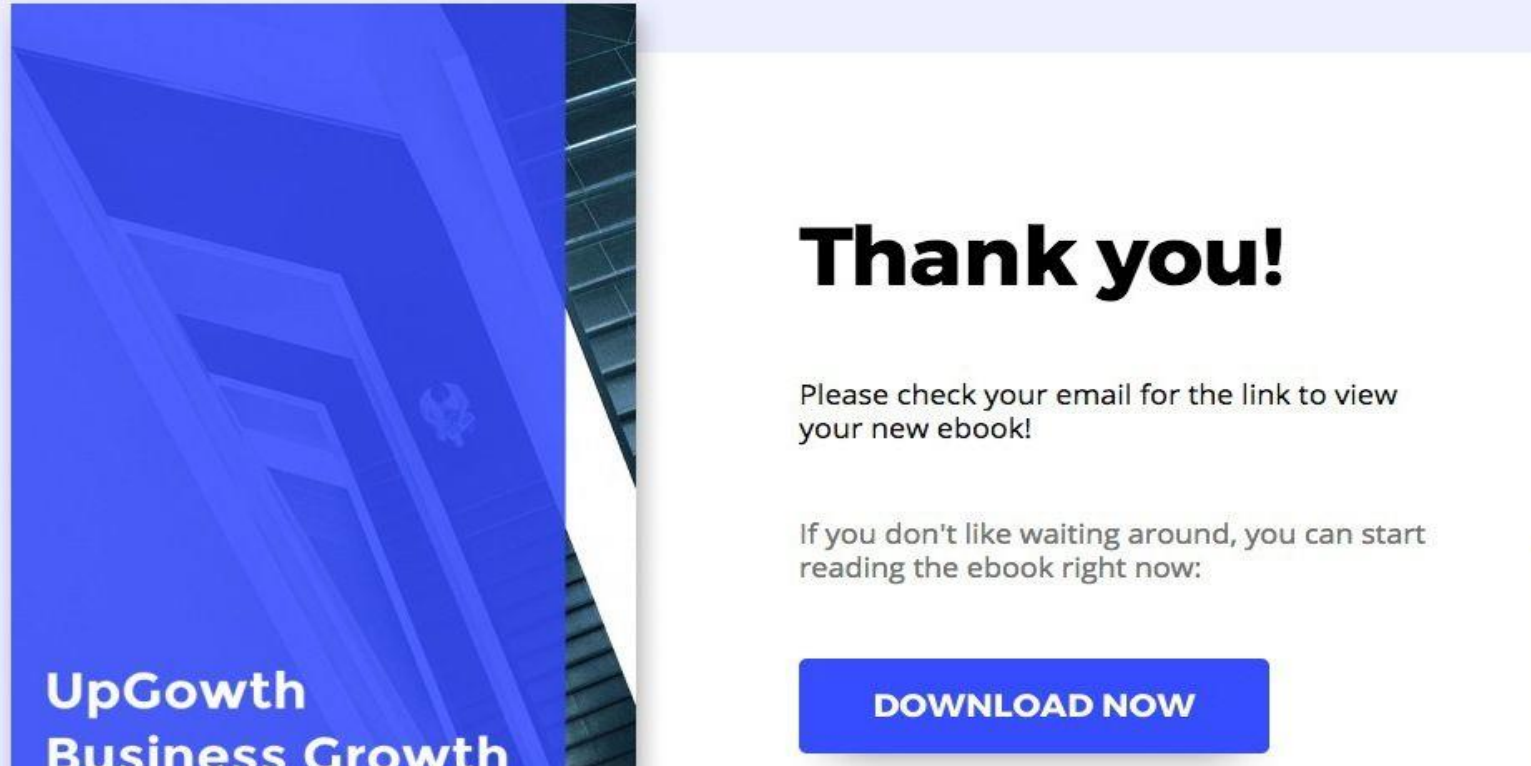 UpGowth
Business Growth
Thank you!
Please check your email for the link to view
your new ebook!
If you don't like waiting around, you can start
reading the ebook right now:
DOWNLOAD NOW